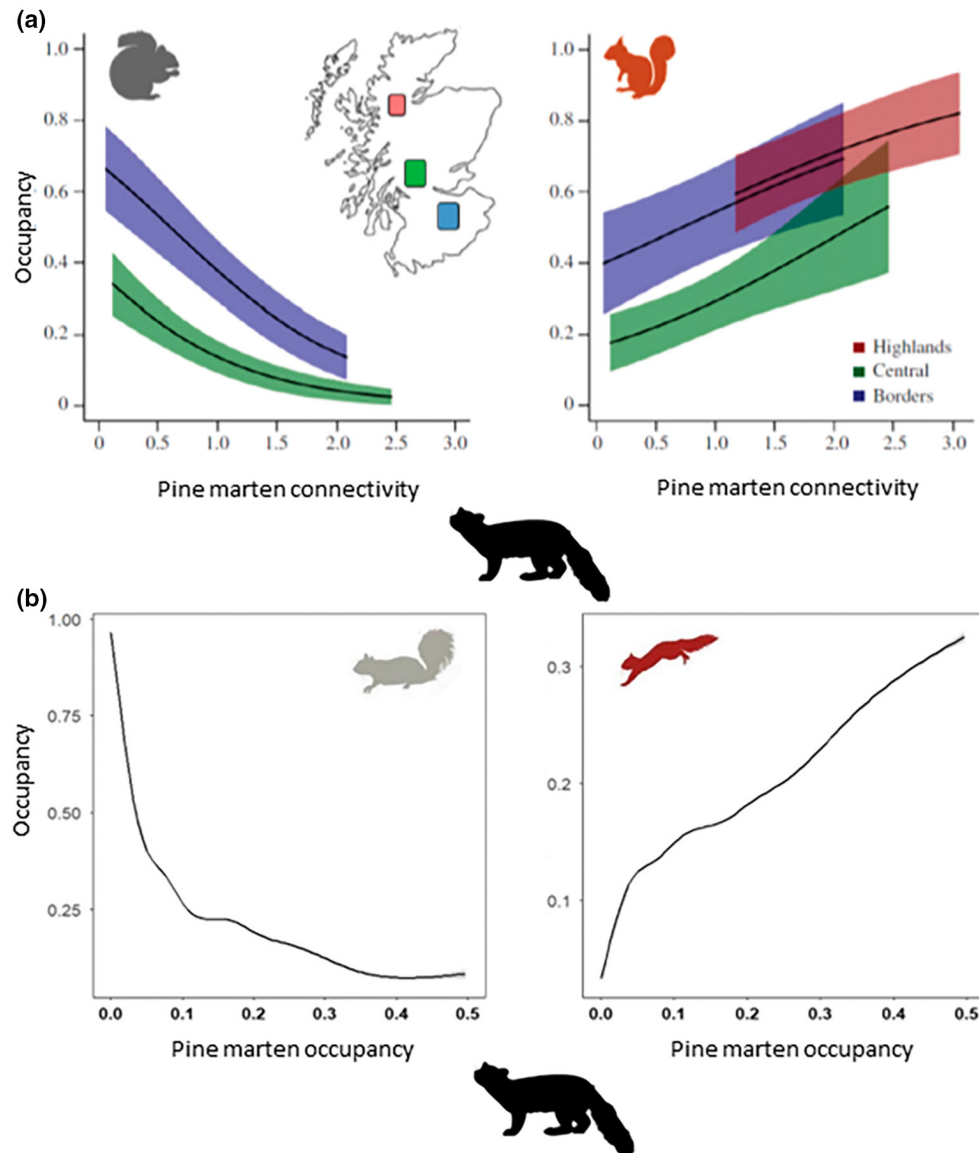 (a)
1.0
0.8
0.6
0.4
0.2
0
Occupancy
0 0.5 1.0 1.5 2.0 2.5 3.0
Pine marten connectivity
1.0
0.8
0.6
0.4
0.2
0
Highlands
Central
Borders
0 0.5 1.0 1.5 2.0 2.5 3.0
Pine marten connectivity
(b)
1.00
0.75
0.50
0.25
Occupancy
0.0 0.1 0.2 0.3 0.4 0.5
Pine marten occupancy
0.3
0.2
0.1
0.0 0.1 0.2 0.3 0.4 0.5
Pine marten occupancy